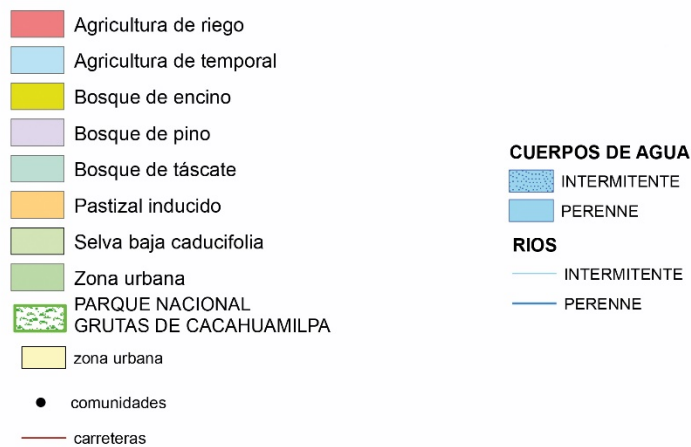 Agricultura de riego
Agricultura de temporal
Bosque de encino
Bosque de pino
Bosque de táscate
Pastizal inducido
Selva baja caducifolia
Zona urbana
PARQUE NACIONAL
GRUTAS DE CACAHUAMILPA
zona urbana
comunidades
carreteras
CUERPOS DE AGUA
INTERMITENTE
PERENNE
RIOS
INTERMITENTE
PERENNE